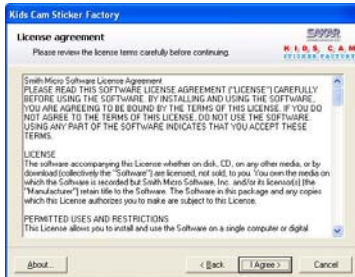 Kids Cam Sticker Factory
License agreement
Please review the license terms carefully before continuing.
SAKAR
KIDS CAM
STICKER FACTORY
Smith Micro Software License Agreement
PLEASE READ THIS SOFTWARE LICENSE AGREEMENT ("LICENSE") CAREFULLY
BEFORE USING THE SOFTWARE. BY INSTALLING AND USING THE SOFTWARE,
YOU ARE AGREEING TO BE BOUND BY THE TERMS OF THIS LICENSE. IF YOU DO
NOT AGREE TO THE TERMS OF THIS LICENSE, DO NOT USE THE SOFTWARE.
USING ANY PART OF THE SOFTWARE INDICATES THAT YOU ACCEPT THESE
TERMS.
LICENSE
The software accompanying this License whether on disk, CD, on any other media, or by
download (collectively the "Software") are licensed, not sold, to you. You own the media on
which the Software is recorded but Smith Micro Software, Inc. and/or its licensor(s) (the
"Manufacturer") retain title to the Software. The Software in this package and any copies
which this License authorizes you to make are subject to this License.
PERMITTED USES AND RESTRICTIONS
This License allows you to install and use the Software on a single computer or digital
About...
< Back
I Agree >
Cancel